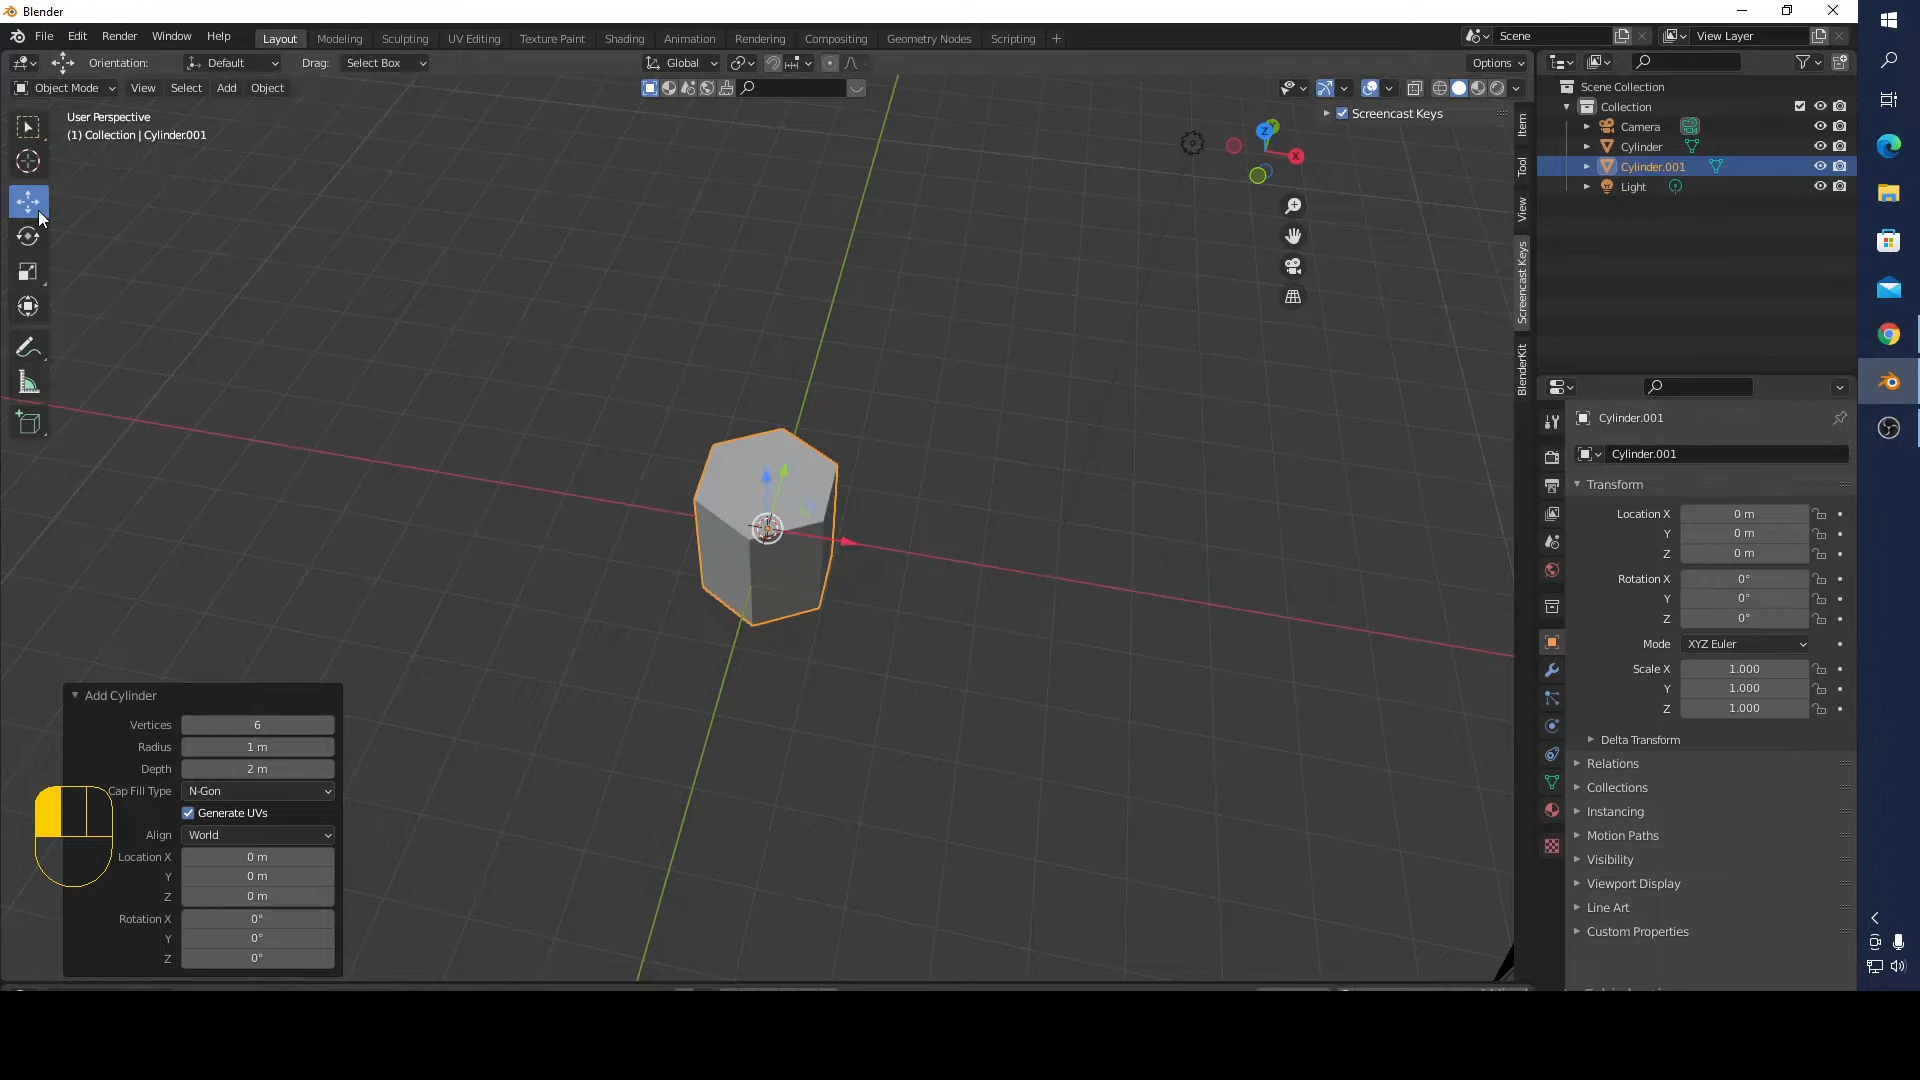 Blender
File Edit Render Window Help Layout Modeling Sculpting UV Editing Texture Paint Shading Animation Rendering Compositing Geometry Nodes Scripting +
Scene
View Layer
Orientation: Default Drag: Select Box Global Options
Object Mode View Select Add Object
User Perspective
(1) Collection | Cylinder.001
Screencast Keys
Z
Y
X
Item
Tool
View
Screencast Keys
BlenderKit
Scene Collection
Collection
Camera
Cylinder
Cylinder.001
Light
Cylinder.001
Cylinder.001
Transform
Location X 0 m
Y 0 m
Z 0 m
Rotation X 0°
Y 0°
Z 0°
Mode XYZ Euler
Scale X 1.000
Y 1.000
Z 1.000
Delta Transform
Relations
Collections
Instancing
Motion Paths
Visibility
Viewport Display
Line Art
Custom Properties
Add Cylinder
Vertices 6
Radius 1 m
Depth 2 m
Cap Fill Type N-Gon
Generate UVs
Align World
Location X 0 m
Y 0 m
Z 0 m
Rotation X 0°
Y 0°
Z 0°